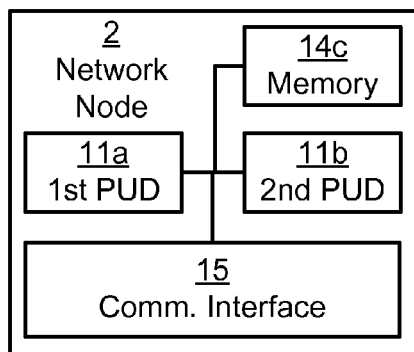 2
Network
Node
14c
Memory
11a
1st PUD
11b
2nd PUD
15
Comm. Interface